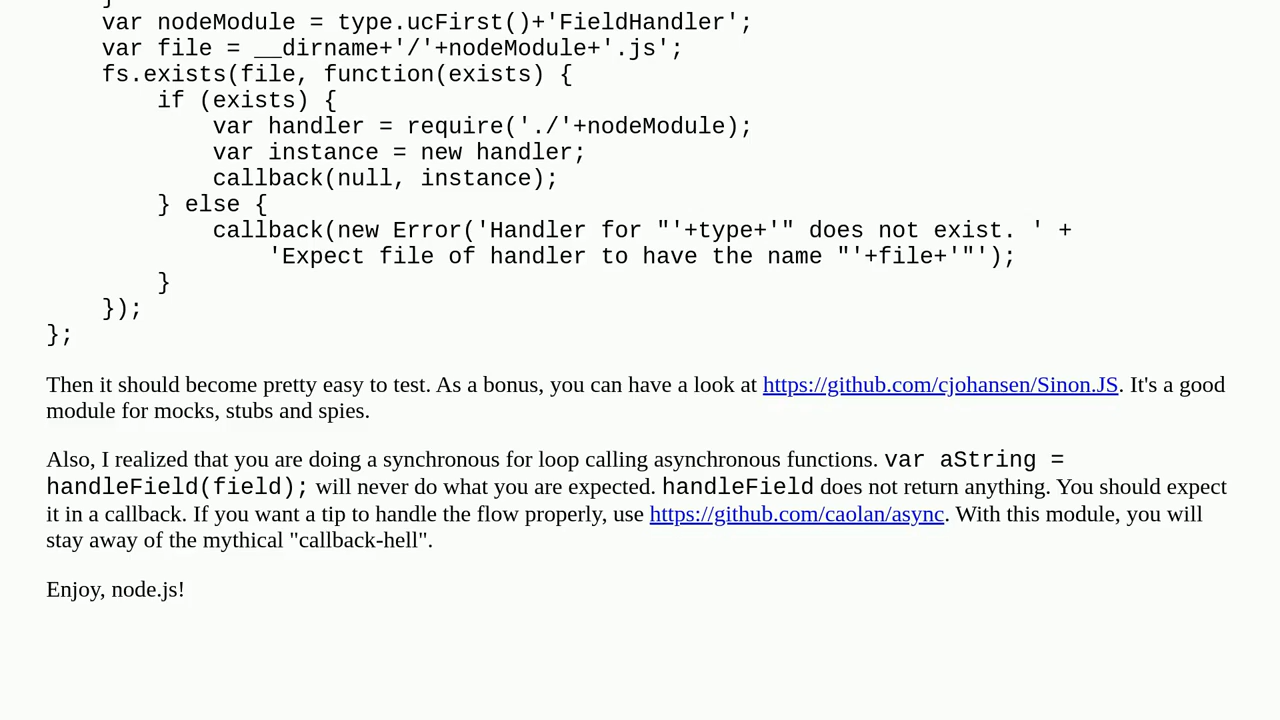 var nodeModule = type.ucFirst()+'FieldHandler';
    var file = __dirname+'/'+nodeModule+'.js';
    fs.exists(file, function(exists) {
        if (exists) {
            var handler = require('./'+nodeModule);
            var instance = new handler;
            callback(null, instance);
        } else {
            callback(new Error('Handler for "'+type+'" does not exist. ' +
                'Expect file of handler to have the name "'+file+'"');
        }
    });
};
Then it should become pretty easy to test. As a bonus, you can have a look at https://github.com/cjohansen/Sinon.JS. It's a good
module for mocks, stubs and spies.
Also, I realized that you are doing a synchronous for loop calling asynchronous functions. var aString =
handleField(field); will never do what you are expected. handleField does not return anything. You should expect
it in a callback. If you want a tip to handle the flow properly, use https://github.com/caolan/async. With this module, you will
stay away of the mythical "callback-hell".
Enjoy, node.js!